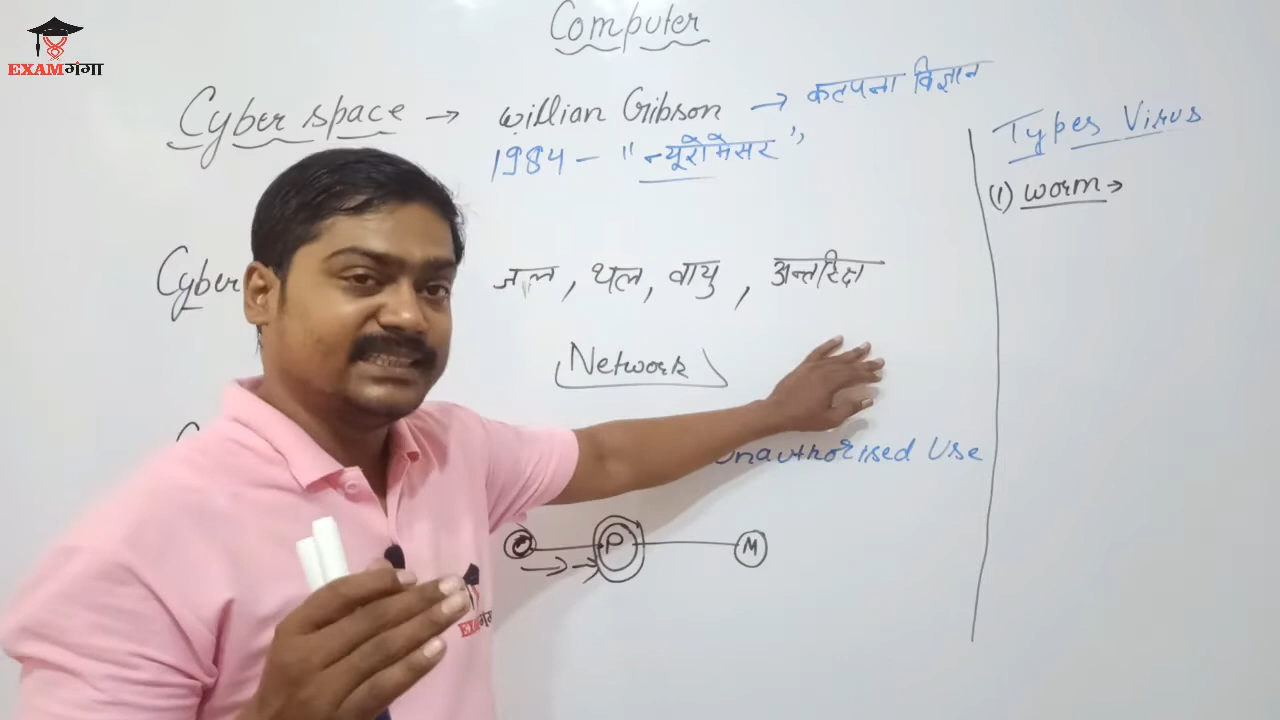 EXAMगंगा
Computer
Cyber space → Willian Gibson → कल्पना विज्ञान
1984 – "न्यूरोमेसर"
Cyber
जल, थल, वायु, अन्तरिक्ष
Network
Unauthorised Use
C P M
Types Virus
(1) Worm →
EXAMगंगा